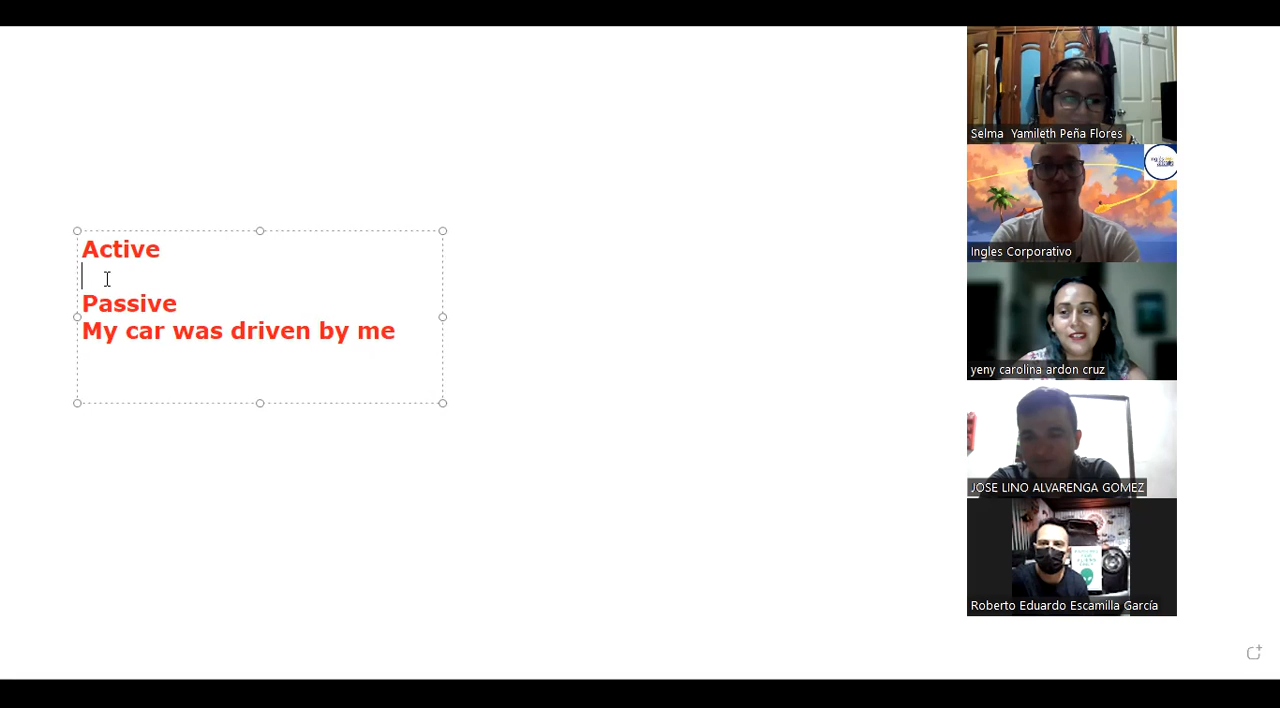 Active
Passive
My car was driven by me
Selma Yamileth Peña Flores
Ingles Corporativo
yeny carolina ardon cruz
JOSE LINO ALVARENGA GOMEZ
Roberto Eduardo Escamilla García